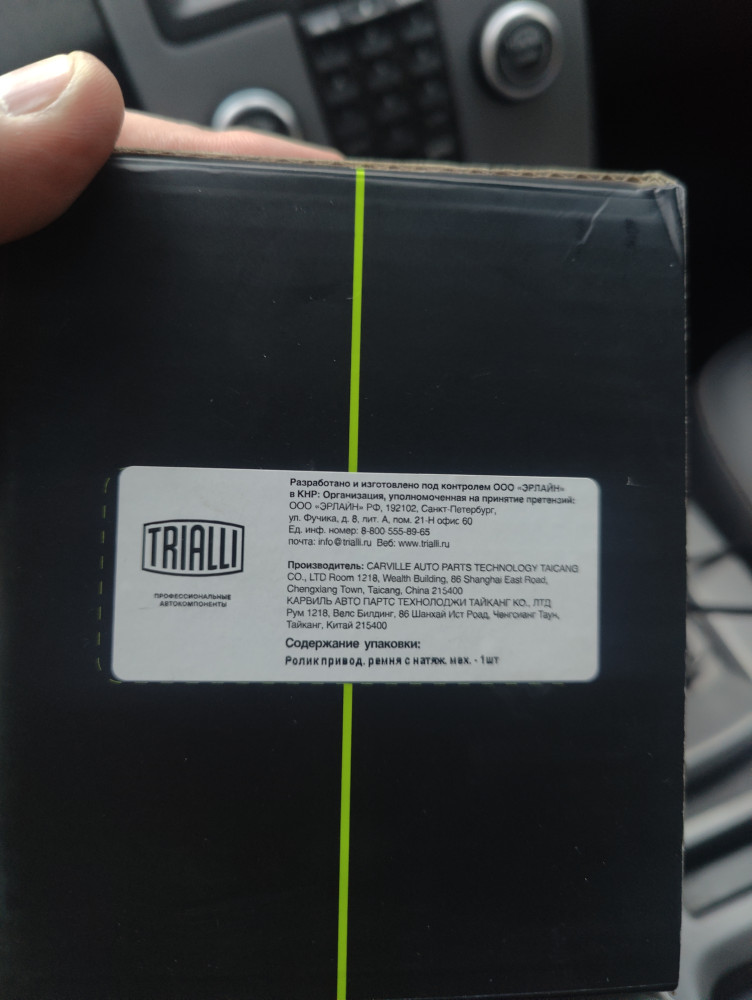 TRIALLI
ПРОФЕССИОНАЛЬНЫЕ
АВТОКОМПОНЕНТЫ
Разработано и изготовлено под контролем ООО «ЭРЛАЙН»
в КНР: Организация, уполномоченная на принятие претензий:
ООО «ЭРЛАЙН» РФ, 192102, Санкт-Петербург,
ул. Фучика, д. 8, лит. А, пом. 21-Н офис 60
Ед. инф. номер: 8-800-555-89-65
почта: info@trialli.ru Веб: www.trialli.ru
Производитель: CARVILLE AUTO PARTS TECHNOLOGY TAICANG
CO., LTD Room 1218, Wealth Building, 86 Shanghai East Road,
Chengxiang Town, Taicang, China 215400
КАРВИЛЬ АВТО ПАРТС ТЕХНОЛОДЖИ ТАЙКАНГ КО., ЛТД
Рум 1218, Велс Билдинг, 86 Шанхай Ист Роад, Ченгсианг Таун,
Тайканг, Китай 215400
Содержание упаковки:
Ролик привод. ремня с натяж. мех. - 1шт